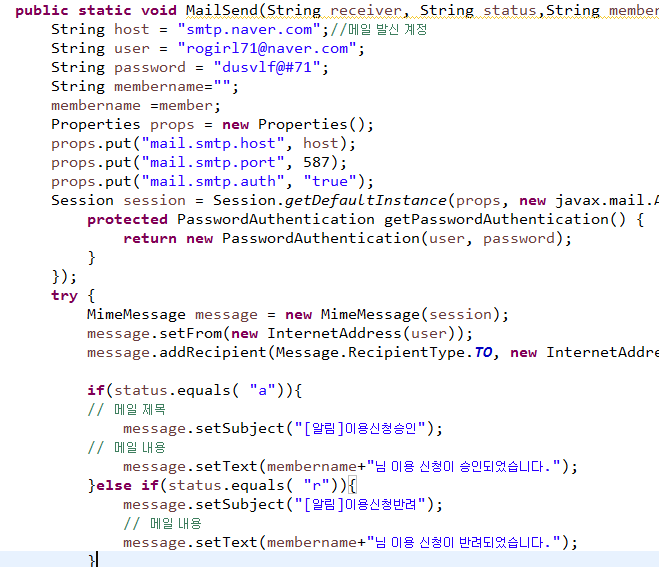 public static void MailSend(String receiver, String status,String member
String host = "smtp.naver.com";//메일 발신 계정
String user = "rogirl71@naver.com";
String password = "dusvlf@#71";
String membername="";
membername =member;
Properties props = new Properties();
props.put("mail.smtp.host", host);
props.put("mail.smtp.port", 587);
props.put("mail.smtp.auth", "true");
Session session = Session.getDefaultInstance(props, new javax.mail.A
protected PasswordAuthentication getPasswordAuthentication() {
return new PasswordAuthentication(user, password);
}
});
try {
MimeMessage message = new MimeMessage(session);
message.setFrom(new InternetAddress(user));
message.addRecipient(Message.RecipientType.TO, new InternetAddre
if(status.equals( "a")){
// 메일 제목
message.setSubject("[알림]이용신청승인");
// 메일 내용
message.setText(membername+"님 이용 신청이 승인되었습니다.");
}else if(status.equals( "r")){
message.setSubject("[알림]이용신청반려");
// 메일 내용
message.setText(membername+"님 이용 신청이 반려되었습니다.");
}